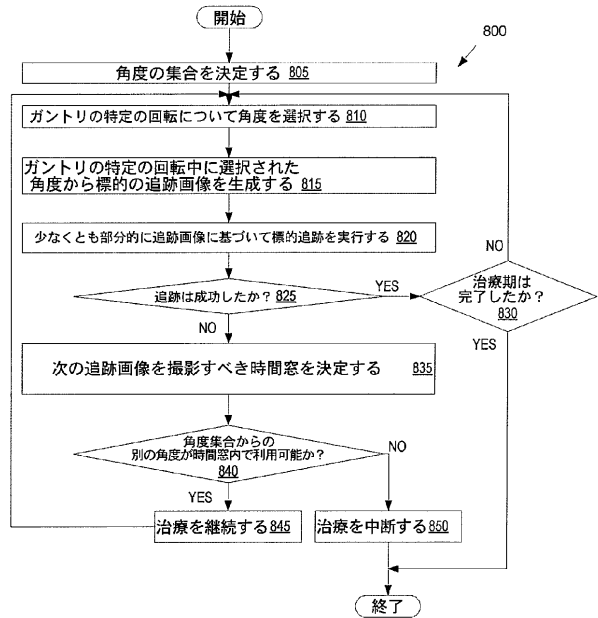 開始
800
角度の集合を決定する 805
ガントリの特定の回転について角度を選択する 810
ガントリの特定の回転中に選択された
角度から標的の追跡画像を生成する 815
少なくとも部分的に追跡画像に基づいて標的追跡を実行する 820
追跡は成功したか? 825
YES
NO
治療期は
完了したか?
830
NO
YES
次の追跡画像を撮影すべき時間窓を決定する 835
角度集合からの
別の角度が時間窓内で利用可能か?
840
NO
YES
治療を継続する 845
治療を中断する 850
終了